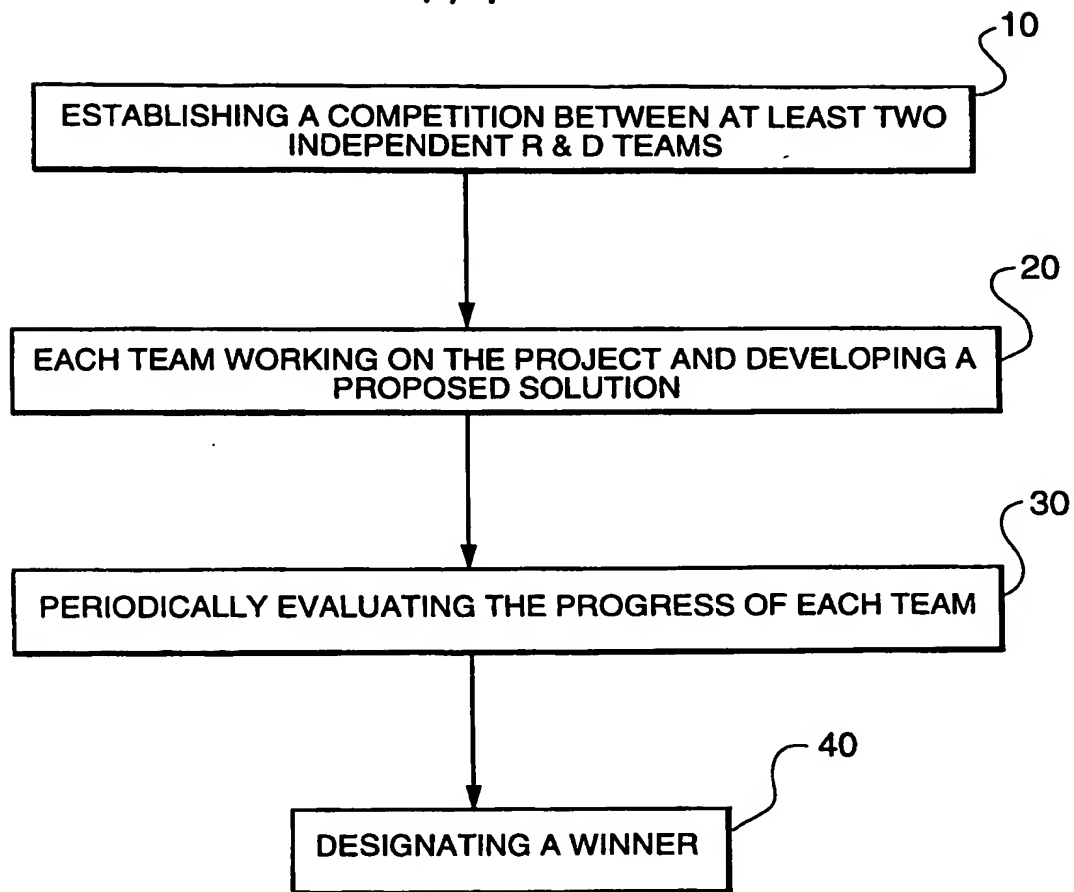 10
ESTABLISHING A COMPETITION BETWEEN AT LEAST TWO
INDEPENDENT R & D TEAMS
20
EACH TEAM WORKING ON THE PROJECT AND DEVELOPING A
PROPOSED SOLUTION
30
PERIODICALLY EVALUATING THE PROGRESS OF EACH TEAM
40
DESIGNATING A WINNER